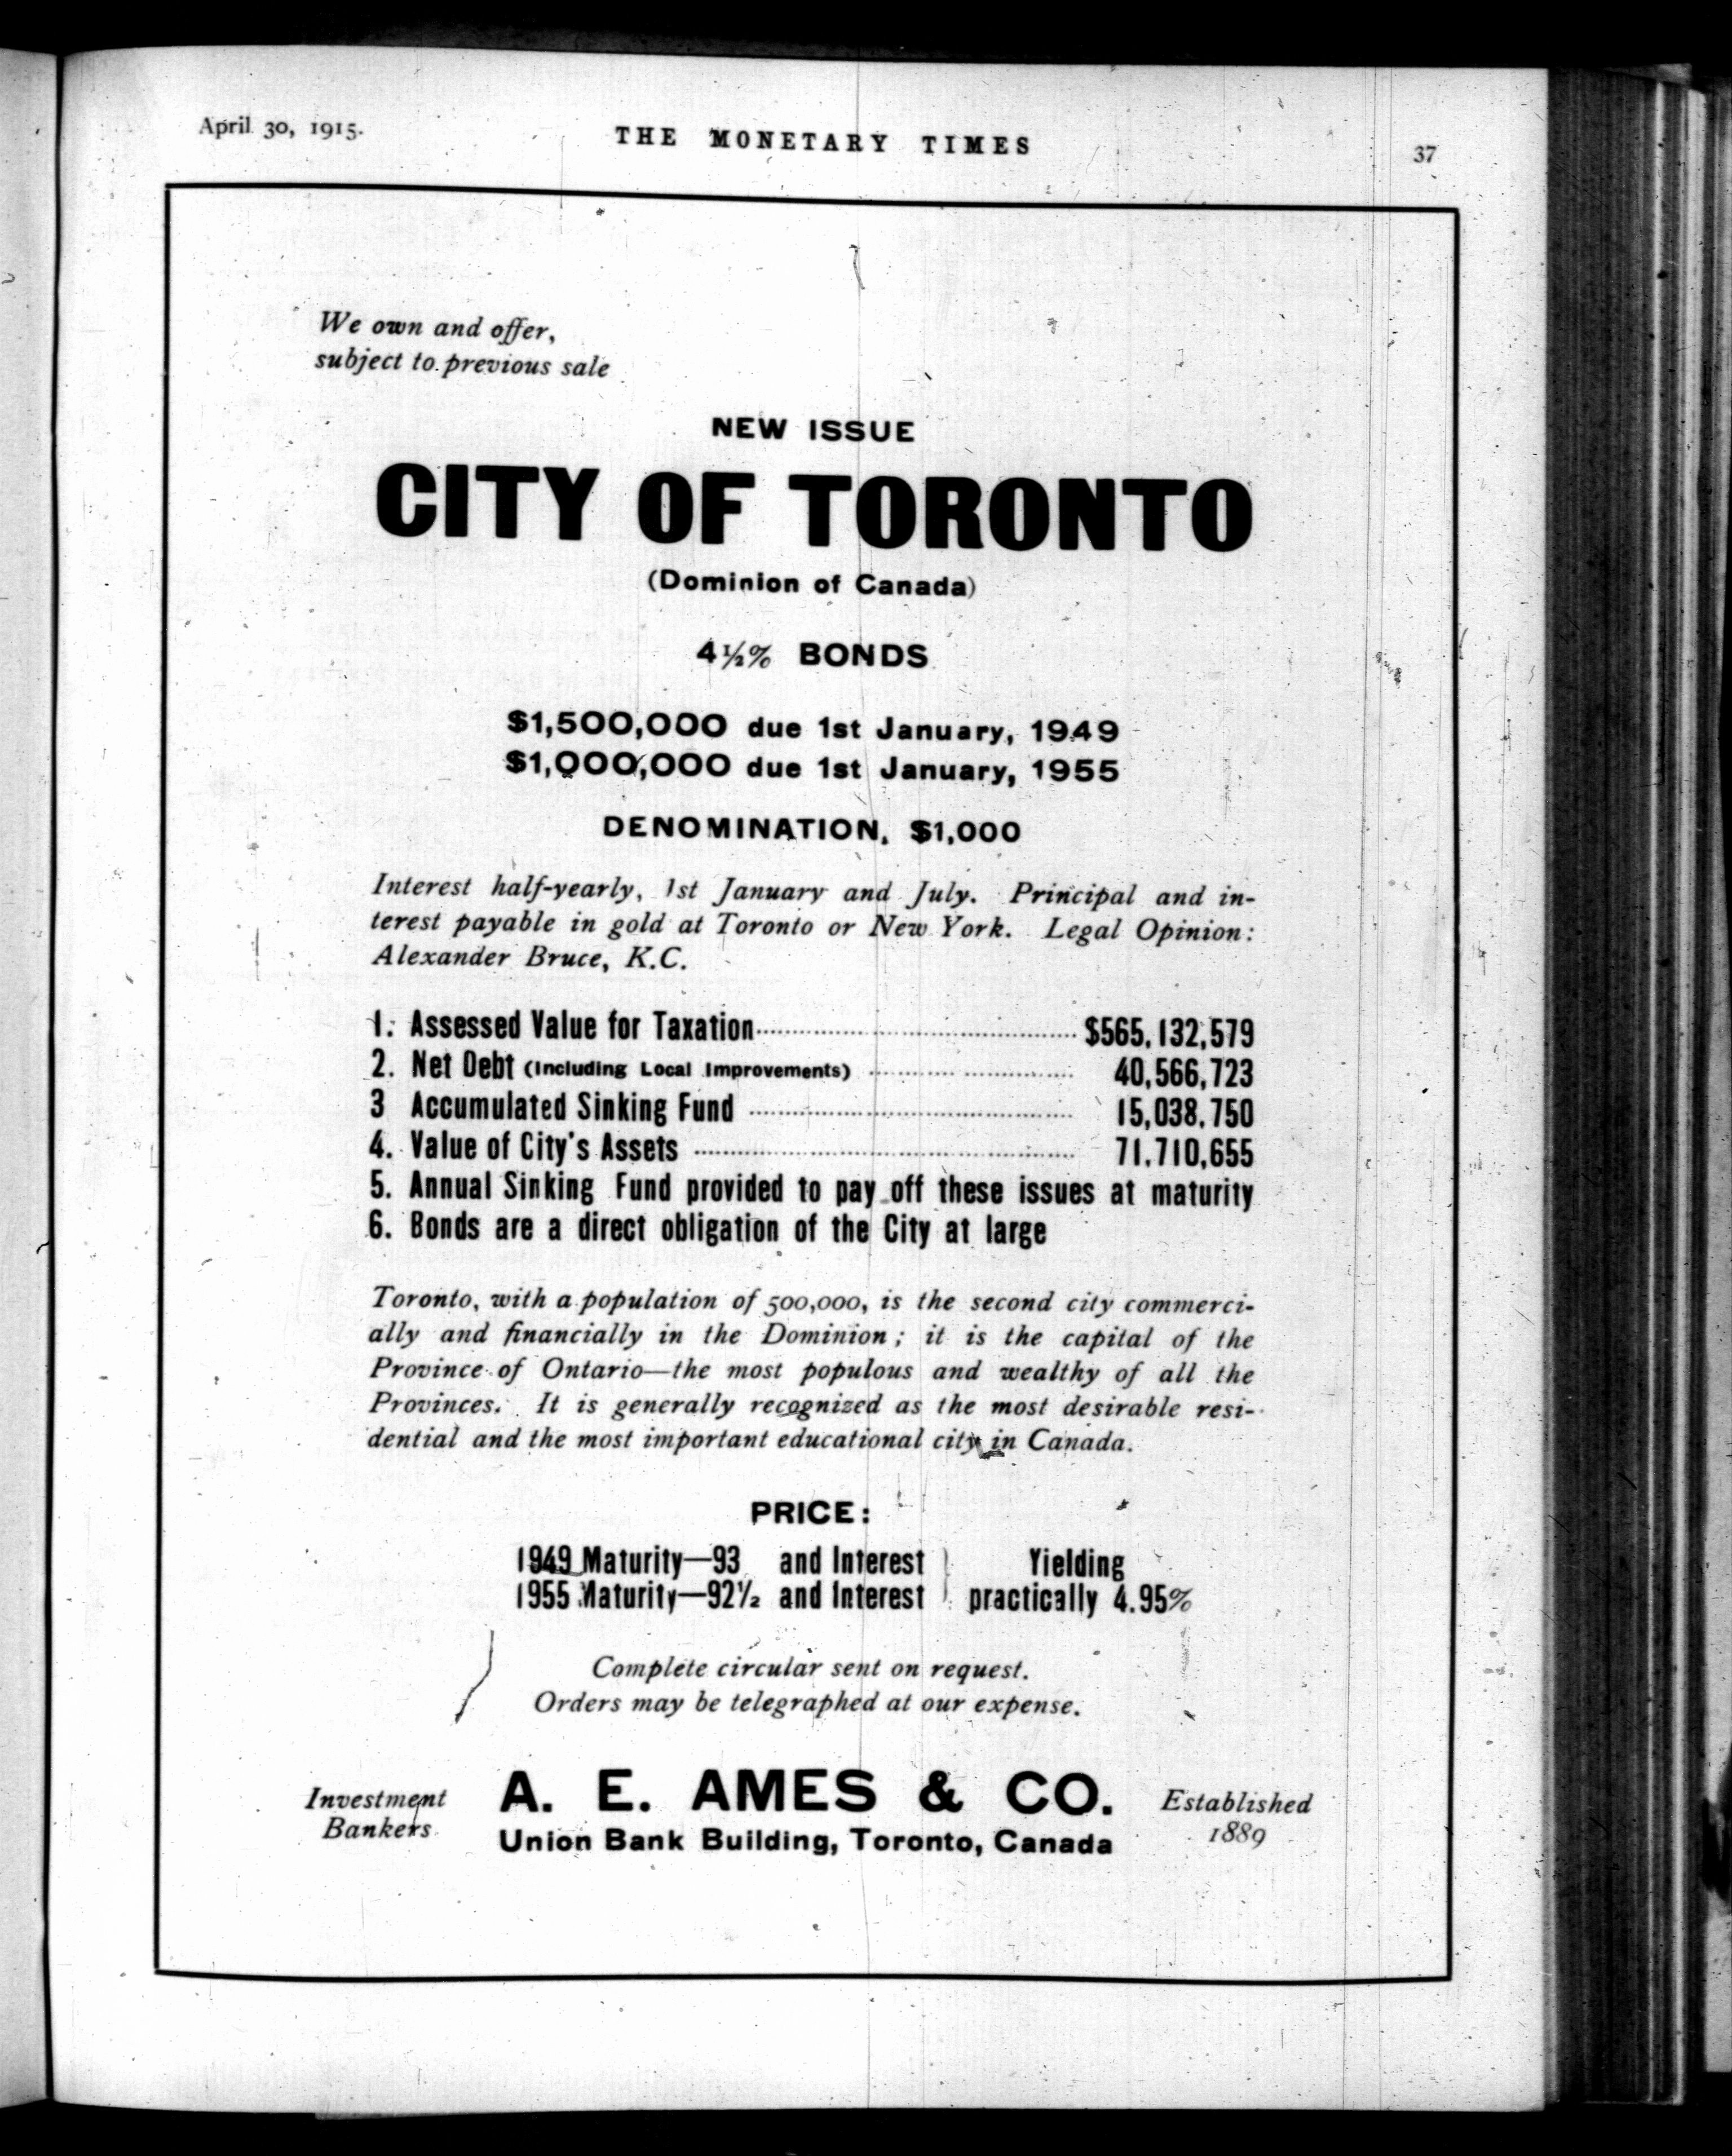 April 30, 1915.
THE MONETARY TIMES
37
We own and offer,
subject to previous sale
NEW ISSUE
CITY OF TORONTO
(Dominion of Canada)
4½% BONDS
$1,500,000 due 1st January, 1949
$1,000,000 due 1st January, 1955
DENOMINATION, $1,000
Interest half-yearly, 1st January and July. Principal and in-
terest payable in gold at Toronto or New York. Legal Opinion:
Alexander Bruce, K.C.
1. Assessed Value for Taxation........................ $565,132,579
2. Net Debt (Including Local Improvements) ........................ 40,566,723
3 Accumulated Sinking Fund ........................ 15,038,750
4. Value of City's Assets ........................ 71,710,655
5. Annual Sinking Fund provided to pay off these issues at maturity
6. Bonds are a direct obligation of the City at large
Toronto, with a population of 500,000, is the second city commerci-
ally and financially in the Dominion; it is the capital of the
Province of Ontario—the most populous and wealthy of all the
Provinces. It is generally recognized as the most desirable resi-
dential and the most important educational city in Canada.
PRICE:
1949 Maturity—93 and Interest } Yielding
1955 Maturity—92½ and Interest } practically 4.95%
Complete circular sent on request.
Orders may be telegraphed at our expense.
Investment
Bankers
A. E. AMES & CO.
Union Bank Building, Toronto, Canada
Established
1889